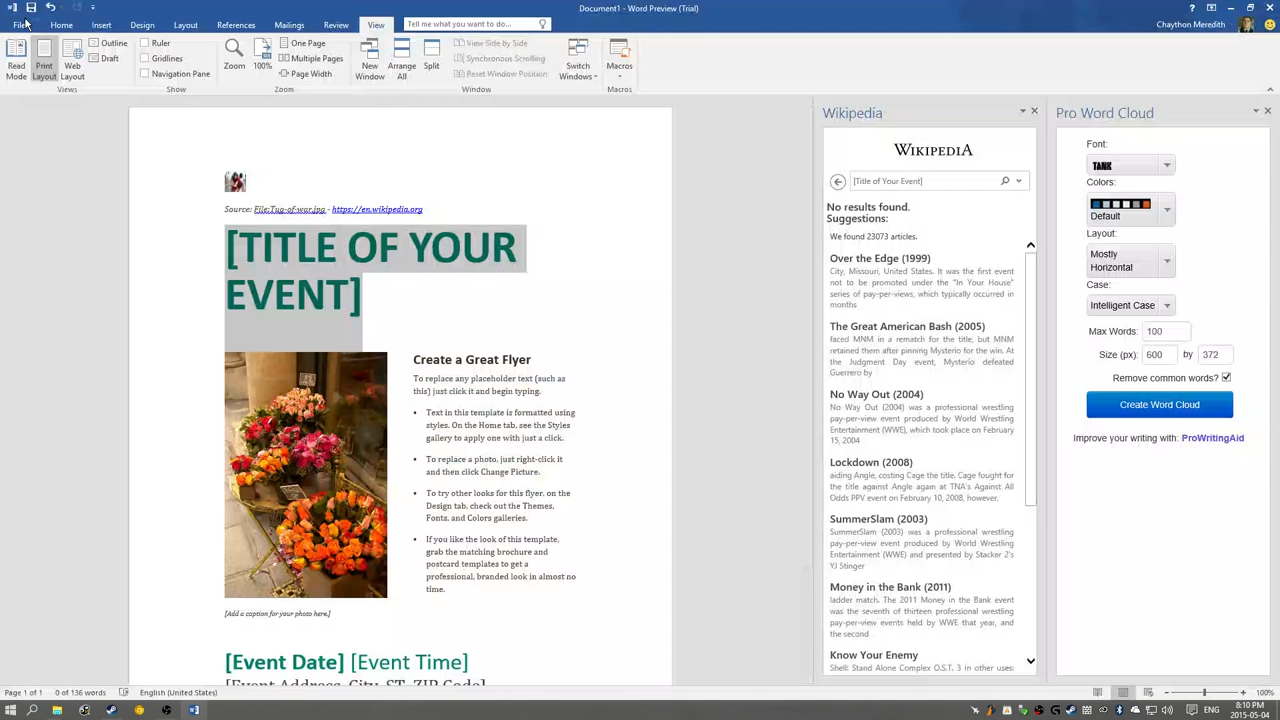 Document1 - Word Preview (Trial)
File Insert Design Layout References Mailings Review View Tell me what you want to do... Chaython Meredith
Read Mode
Print Layout
Web Layout
Outline
Draft
Views
Ruler
Gridlines
Navigation Pane
Show
Zoom
100%
One Page
Multiple Pages
Page Width
Zoom
New Window
Arrange All
Split
View Side by Side
Synchronous Scrolling
Reset Window Position
Window
Switch Windows
Macros
Macros
Source: File:Tug-of-war.jpg - https://en.wikipedia.org
[TITLE OF YOUR
EVENT]
Create a Great Flyer
To replace any placeholder text (such as
this) just click it and begin typing.
• Text in this template is formatted using
styles. On the Home tab, see the Styles
gallery to apply one with just a click.
• To replace a photo, just right-click it
and then click Change Picture.
• To try other looks for this flyer, on the
Design tab, check out the Themes,
Fonts, and Colors galleries.
• If you like the look of this template,
grab the matching brochure and
postcard templates to get a
professional, branded look in almost no
time.
[Add a caption for your photo here.]
[Event Date] [Event Time]
[Event Address, City, ST, ZIP Code]
Wikipedia
WIKIPEDIA
[Title of Your Event]
No results found.
Suggestions:
We found 23073 articles.
Over the Edge (1999)
City, Missouri, United States. It was the first event
not to be promoted under the "In Your House"
series of pay-per-views, which typically occurred in
months
The Great American Bash (2005)
faced MNM in a rematch for the title, but MNM
retained them after pinning Mysterio for the win. At
the Judgment Day event, Mysterio defeated
Guerrero by
No Way Out (2004)
No Way Out (2004) was a professional wrestling
pay-per-view event produced by World Wrestling
Entertainment (WWE), which took place on February
15, 2004
Lockdown (2008)
aiding Angle, costing Cage the title. Cage fought for
the title against Angle again at TNA's Against All
Odds PPV event on February 10, 2008, however.
SummerSlam (2003)
SummerSlam (2003) was a professional wrestling
pay-per-view event produced by World Wrestling
Entertainment (WWE) and presented by Stacker 2's
YJ Stinger
Money in the Bank (2011)
ladder match. The 2011 Money in the Bank event
was the seventh of thirteen professional wrestling
pay-per-view events held by WWE that year, and
the second
Know Your Enemy
Shell: Stand Alone Complex O.S.T. 3 in other uses:
Pro Word Cloud
Font:
TANK
Colors:
Default
Layout:
Mostly
Horizontal
Case:
Intelligent Case
Max Words: 100
Size (px): 600 by 372
Remove common words?
Create Word Cloud
Improve your writing with: ProWritingAid
Page 1 of 1 0 of 136 words English (United States) 100%
ENG
8:10 PM
2015-05-04